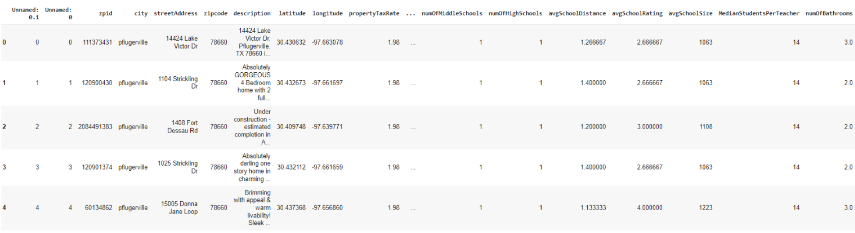 Unnamed: 0.1 Unnamed: 0 zpid city streetAddress zipcode description latitude longitude propertyTaxRate ... numOfMiddleSchools numOfHighSchools avgSchoolDistance avgSchoolRating avgSchoolSize MedianStudentsPerTeacher numOfBathrooms
0 0 0 111373431 pflugerville 14424 Lake Victor Dr 78660 14424 Lake Victor Dr, Pflugerville, TX 78660 i... 30.430632 -97.663078 1.98 ... 1 1 1.266667 2.666667 1063 14 3.0
1 1 1 120900430 pflugerville 1104 Strickling Dr 78660 Absolutely GORGEOUS 4 Bedroom home with 2 full... 30.432673 -97.661697 1.98 ... 1 1 1.400000 2.666667 1063 14 2.0
2 2 2 2084491383 pflugerville 1408 Fort Dessau Rd 78660 Under construction - estimated completion in A... 30.409748 -97.639771 1.98 ... 1 1 1.200000 3.000000 1108 14 2.0
3 3 3 120901374 pflugerville 1025 Strickling Dr 78660 Absolutely darling one story home in charming ... 30.432112 -97.661659 1.98 ... 1 1 1.400000 2.666667 1063 14 2.0
4 4 4 60134862 pflugerville 15005 Donna Jane Loop 78660 Brimming with appeal & warm livability! Sleek ... 30.437368 -97.656860 1.98 ... 1 1 1.133333 4.000000 1223 14 3.0